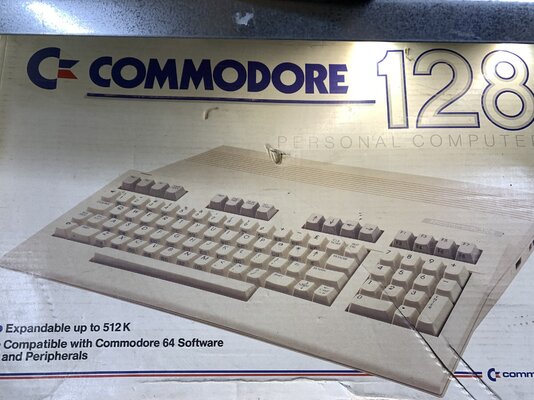 COMMODORE 128
PERSONAL COMPUTER
Expandable up to 512 K
Compatible with Commodore 64 Software
and Peripherals